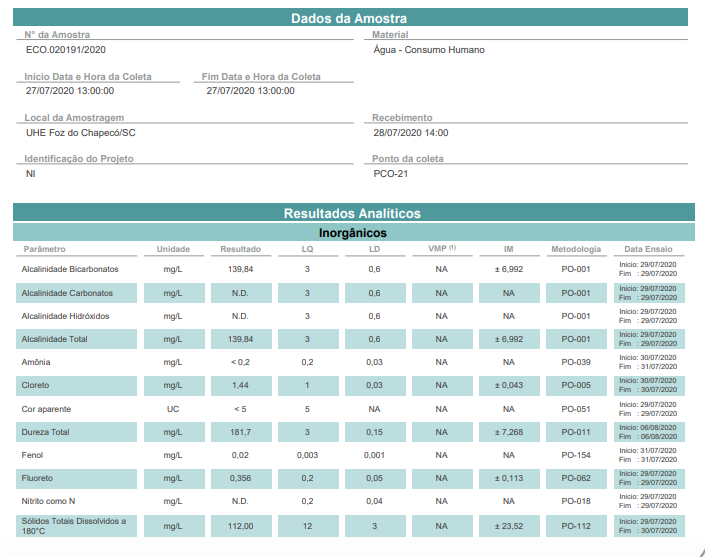 Dados da Amostra
N° da Amostra Material
ECO.020191/2020 Água - Consumo Humano
Início Data e Hora da Coleta Fim Data e Hora da Coleta
27/07/2020 13:00:00 27/07/2020 13:00:00
Local da Amostragem Recebimento
UHE Foz do Chapecó/SC 28/07/2020 14:00
Identificação do Projeto Ponto da coleta
NI PCO-21
Resultados Analíticos
Inorgânicos
Parâmetro Unidade Resultado LQ LD VMP (1) IM Metodologia Data Ensaio
Alcalinidade Bicarbonatos mg/L 139,84 3 0,6 NA ± 6,992 PO-001 Início: 29/07/2020
Fim : 29/07/2020
Alcalinidade Carbonatos mg/L N.D. 3 0,6 NA NA PO-001 Início: 29/07/2020
Fim : 29/07/2020
Alcalinidade Hidróxidos mg/L N.D. 3 0,6 NA NA PO-001 Início: 29/07/2020
Fim : 29/07/2020
Alcalinidade Total mg/L 139,84 3 0,6 NA ± 6,992 PO-001 Início: 29/07/2020
Fim : 29/07/2020
Amônia mg/L < 0,2 0,2 0,03 NA NA PO-039 Início: 30/07/2020
Fim : 31/07/2020
Cloreto mg/L 1,44 1 0,03 NA ± 0,043 PO-005 Início: 30/07/2020
Fim : 30/07/2020
Cor aparente UC < 5 5 NA NA NA PO-051 Início: 29/07/2020
Fim : 29/07/2020
Dureza Total mg/L 181,7 3 0,15 NA ± 7,268 PO-011 Início: 06/08/2020
Fim : 06/08/2020
Fenol mg/L 0,02 0,003 0,001 NA NA PO-154 Início: 31/07/2020
Fim : 31/07/2020
Fluoreto mg/L 0,356 0,2 0,05 NA ± 0,113 PO-062 Início: 29/07/2020
Fim : 29/07/2020
Nitrito como N mg/L N.D. 0,2 0,04 NA NA PO-018 Início: 29/07/2020
Fim : 29/07/2020
Sólidos Totais Dissolvidos a
180°C mg/L 112,00 12 3 NA ± 23,52 PO-112 Início: 29/07/2020
Fim : 30/07/2020